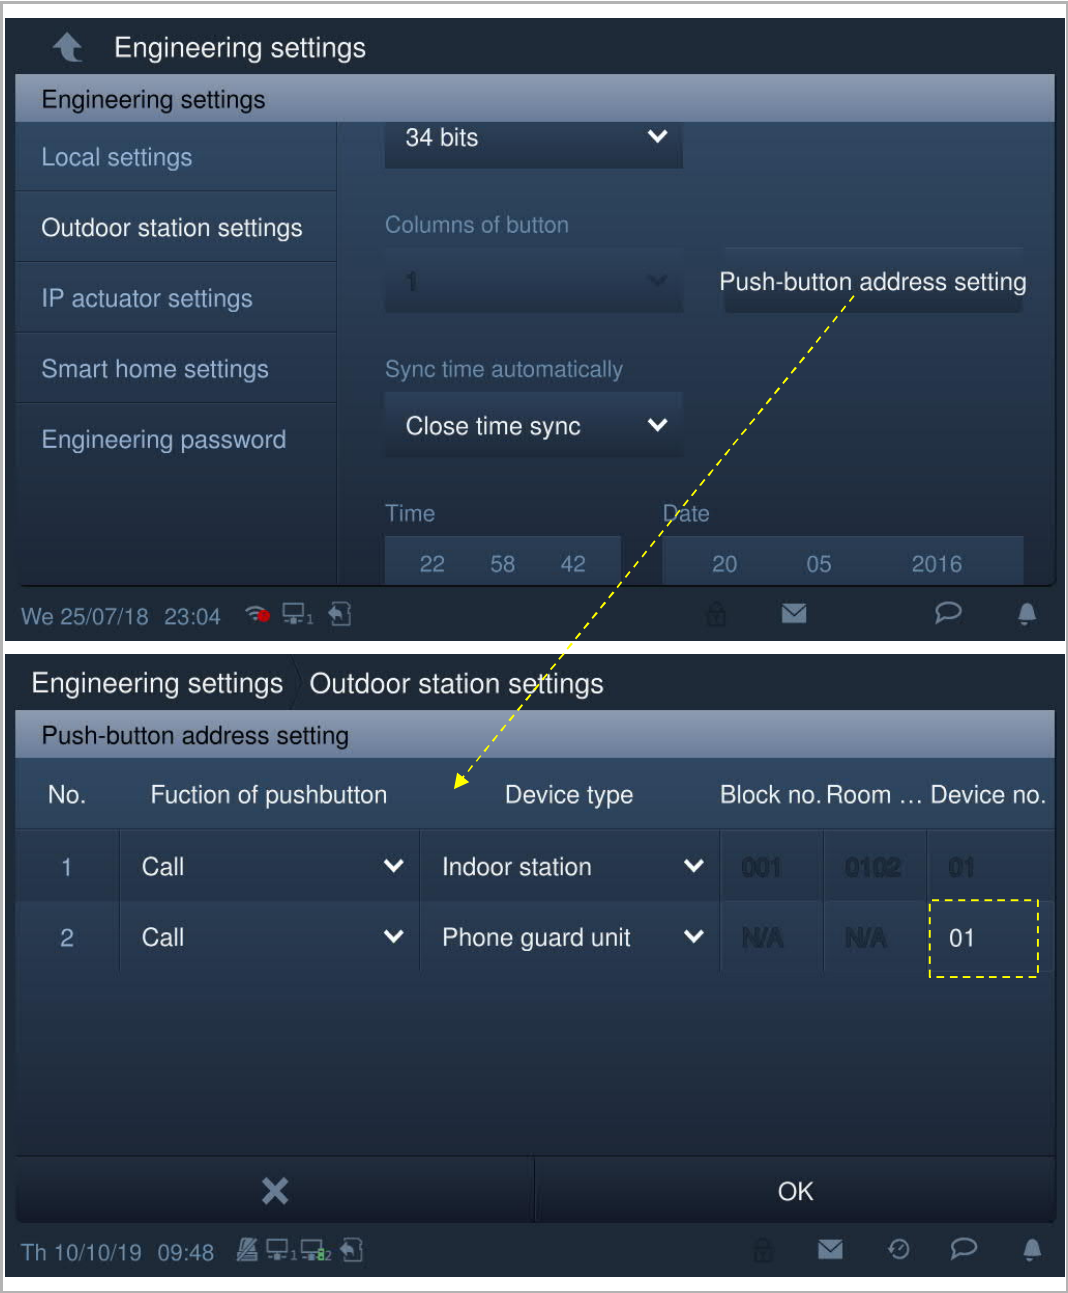 Engineering settings
Engineering settings
Local settings
34 bits
Outdoor station settings
Columns of button
IP actuator settings
1
Push-button address setting
Smart home settings
Sync time automatically
Close time sync
Engineering password
Time
Date
22 58 42
20 05 2016
We 25/07/18 23:04
1
Engineering settings Outdoor station settings
Push-button address setting
No. Fuction of pushbutton Device type Block no. Room ... Device no.
1 Call Indoor station 001 0102 01
2 Call Phone guard unit N/A N/A 01
OK
Th 10/10/19 09:48
1 2